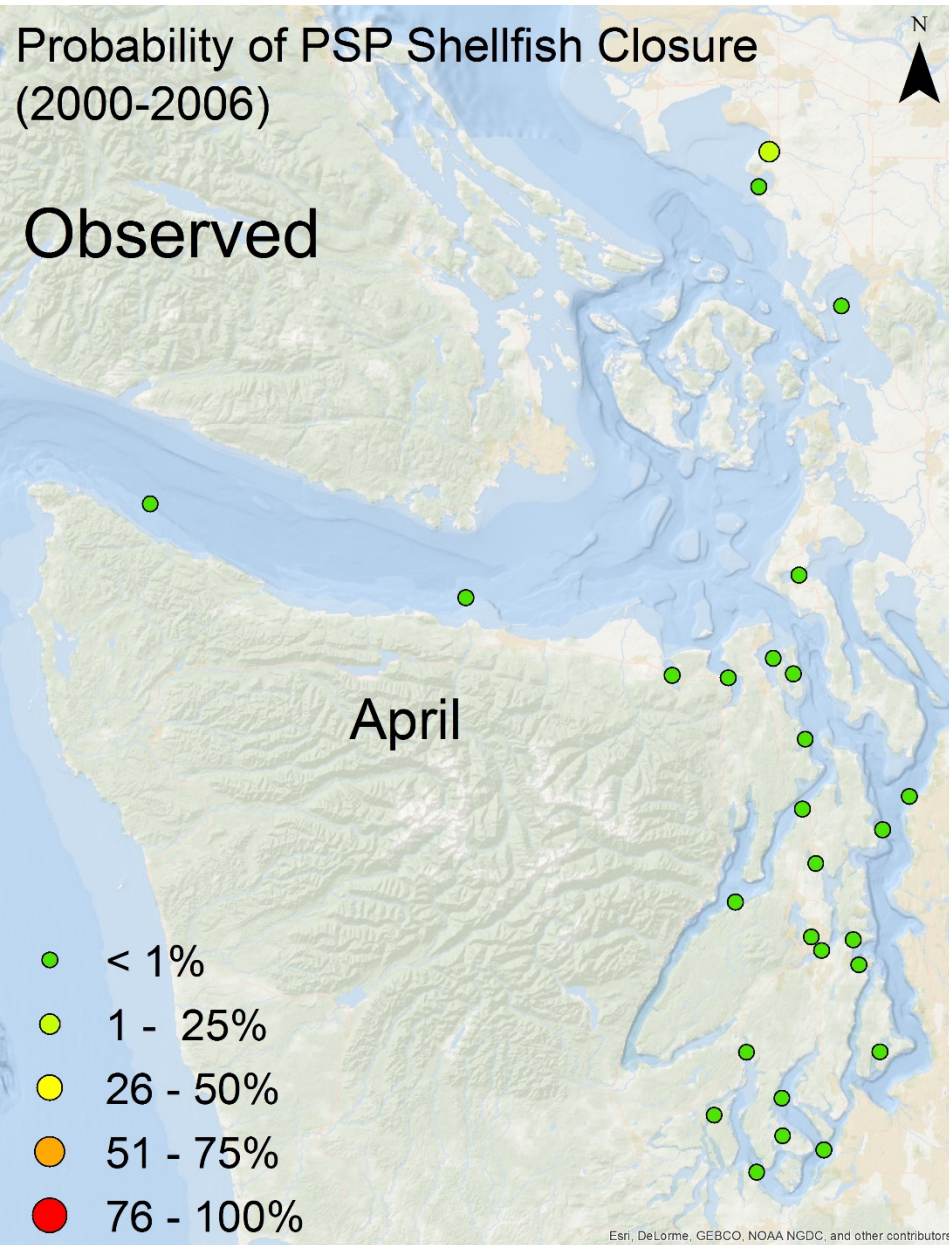 Probability of PSP Shellfish Closure
(2000-2006)
N
Observed
April
< 1%
1 - 25%
26 - 50%
51 - 75%
76 - 100%
Esri, DeLorme, GEBCO, NOAA NGDC, and other contributors